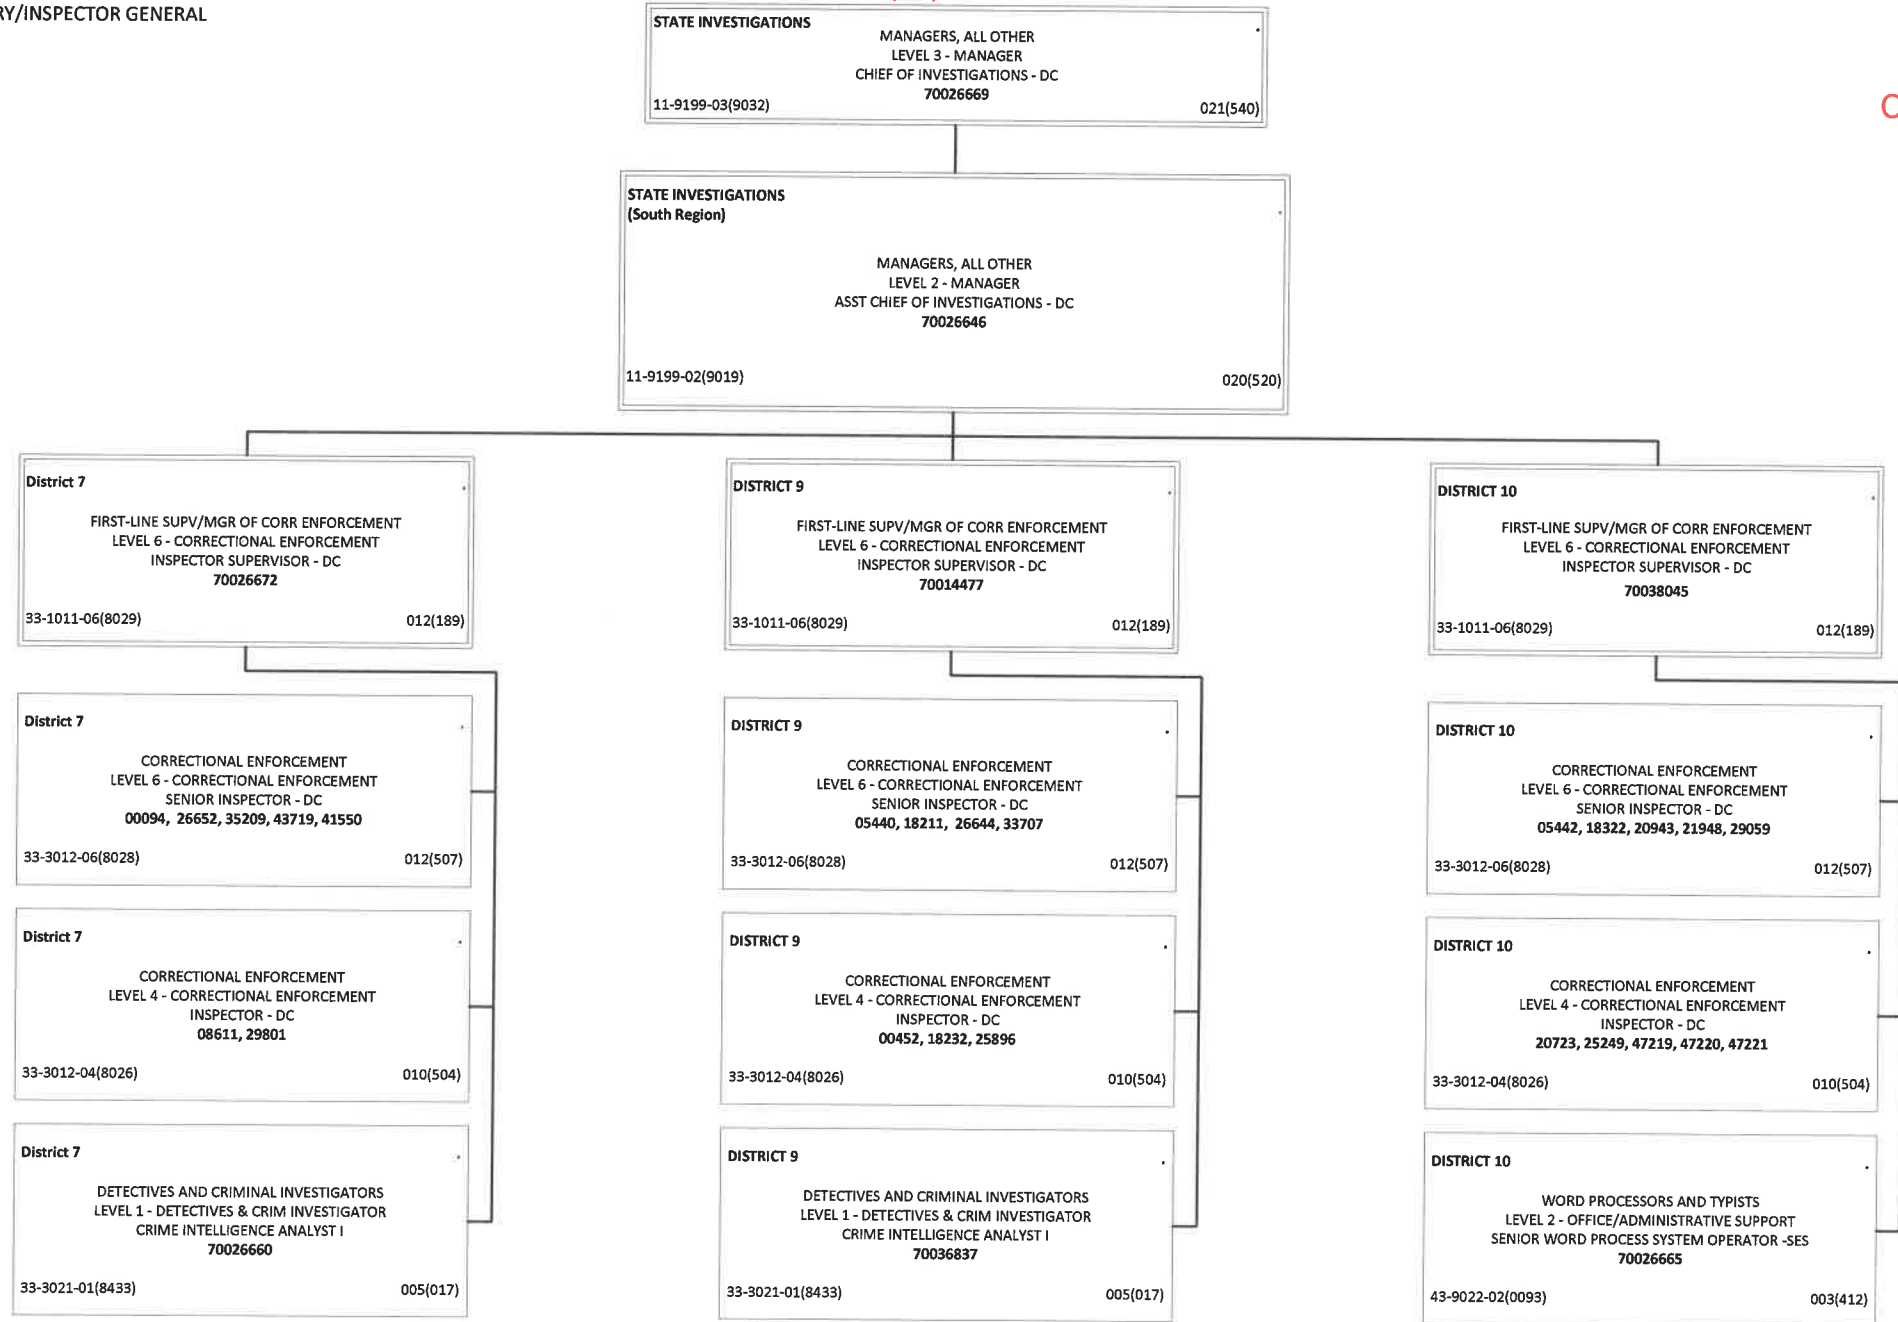 RY/INSPECTOR GENERAL
STATE INVESTIGATIONS
MANAGERS, ALL OTHER
LEVEL 3 - MANAGER
CHIEF OF INVESTIGATIONS - DC
70026669
11-9199-03(9032) 021(540)
STATE INVESTIGATIONS
(South Region)
MANAGERS, ALL OTHER
LEVEL 2 - MANAGER
ASST CHIEF OF INVESTIGATIONS - DC
70026646
11-9199-02(9019) 020(520)
District 7
FIRST-LINE SUPV/MGR OF CORR ENFORCEMENT
LEVEL 6 - CORRECTIONAL ENFORCEMENT
INSPECTOR SUPERVISOR - DC
70026672
33-1011-06(8029) 012(189)
DISTRICT 9
FIRST-LINE SUPV/MGR OF CORR ENFORCEMENT
LEVEL 6 - CORRECTIONAL ENFORCEMENT
INSPECTOR SUPERVISOR - DC
70014477
33-1011-06(8029) 012(189)
DISTRICT 10
FIRST-LINE SUPV/MGR OF CORR ENFORCEMENT
LEVEL 6 - CORRECTIONAL ENFORCEMENT
INSPECTOR SUPERVISOR - DC
70038045
33-1011-06(8029) 012(189)
District 7
CORRECTIONAL ENFORCEMENT
LEVEL 6 - CORRECTIONAL ENFORCEMENT
SENIOR INSPECTOR - DC
00094, 26652, 35209, 43719, 41550
33-3012-06(8028) 012(507)
DISTRICT 9
CORRECTIONAL ENFORCEMENT
LEVEL 6 - CORRECTIONAL ENFORCEMENT
SENIOR INSPECTOR - DC
05440, 18211, 26644, 33707
33-3012-06(8028) 012(507)
DISTRICT 10
CORRECTIONAL ENFORCEMENT
LEVEL 6 - CORRECTIONAL ENFORCEMENT
SENIOR INSPECTOR - DC
05442, 18322, 20943, 21948, 29059
33-3012-06(8028) 012(507)
District 7
CORRECTIONAL ENFORCEMENT
LEVEL 4 - CORRECTIONAL ENFORCEMENT
INSPECTOR - DC
08611, 29801
33-3012-04(8026) 010(504)
DISTRICT 9
CORRECTIONAL ENFORCEMENT
LEVEL 4 - CORRECTIONAL ENFORCEMENT
INSPECTOR - DC
00452, 18232, 25896
33-3012-04(8026) 010(504)
DISTRICT 10
CORRECTIONAL ENFORCEMENT
LEVEL 4 - CORRECTIONAL ENFORCEMENT
INSPECTOR - DC
20723, 25249, 47219, 47220, 47221
33-3012-04(8026) 010(504)
District 7
DETECTIVES AND CRIMINAL INVESTIGATORS
LEVEL 1 - DETECTIVES & CRIM INVESTIGATOR
CRIME INTELLIGENCE ANALYST I
70026660
33-3021-01(8433) 005(017)
DISTRICT 9
DETECTIVES AND CRIMINAL INVESTIGATORS
LEVEL 1 - DETECTIVES & CRIM INVESTIGATOR
CRIME INTELLIGENCE ANALYST I
70036837
33-3021-01(8433) 005(017)
DISTRICT 10
WORD PROCESSORS AND TYPISTS
LEVEL 2 - OFFICE/ADMINISTRATIVE SUPPORT
SENIOR WORD PROCESS SYSTEM OPERATOR -SES
70026665
43-9022-02(0093) 003(412)